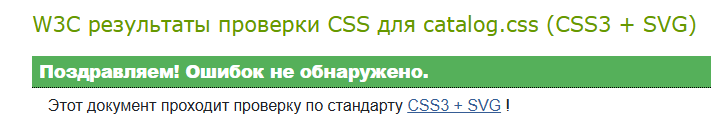 W3C результаты проверки CSS для catalog.css (CSS3 + SVG)
Поздравляем! Ошибок не обнаружено.
Этот документ проходит проверку по стандарту CSS3 + SVG !